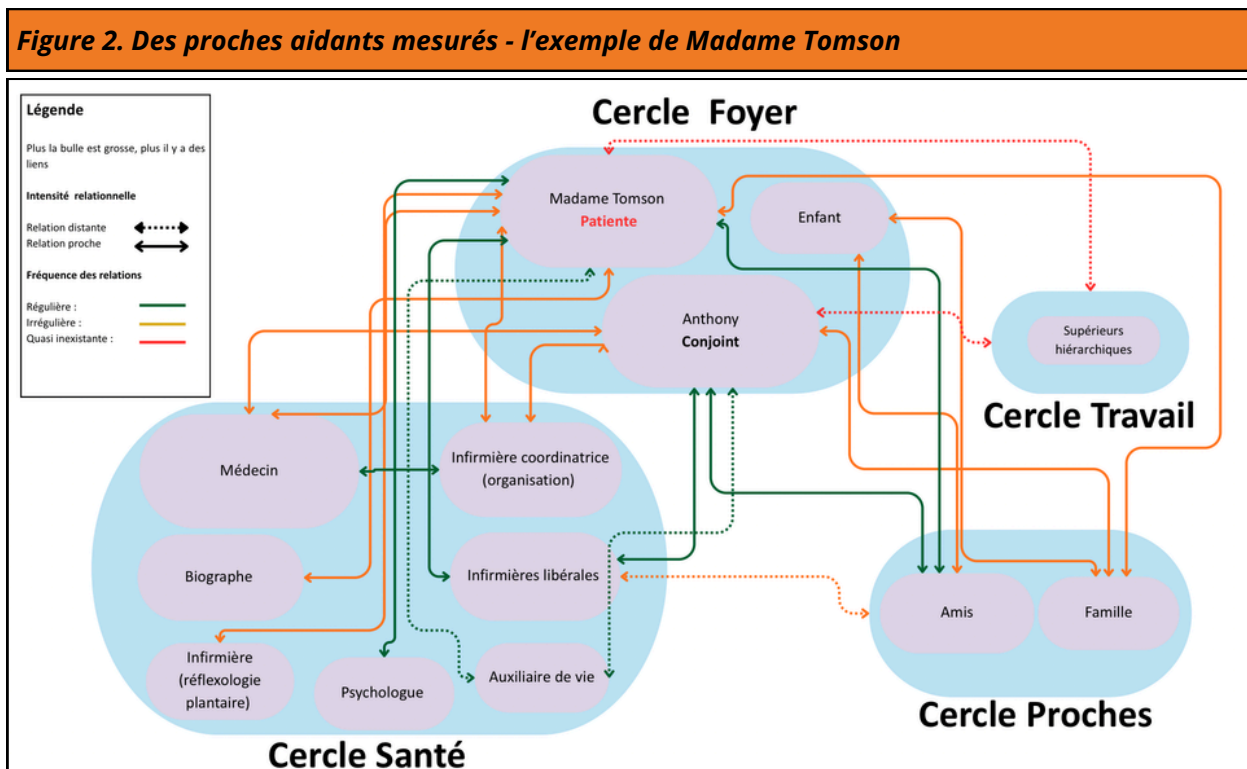 Figure 2. Des proches aidants mesurés - l'exemple de Madame Tomson
Légende
Plus la bulle est grosse, plus il y a des
liens
Intensité relationnelle
Relation distante
Relation proche
Fréquence des relations
Régulière :
Irrégulière :
Quasi inexistante :
Cercle Foyer
Madame Tomson
Patiente
Enfant
Anthony
Conjoint
Supérieurs
hiérarchiques
Cercle Travail
Médecin
Infirmière coordinatrice
(organisation)
Biographe
Infirmières libérales
Infirmière
(réflexologie
plantaire)
Psychologue
Auxiliaire de vie
Cercle Santé
Amis
Famille
Cercle Proches